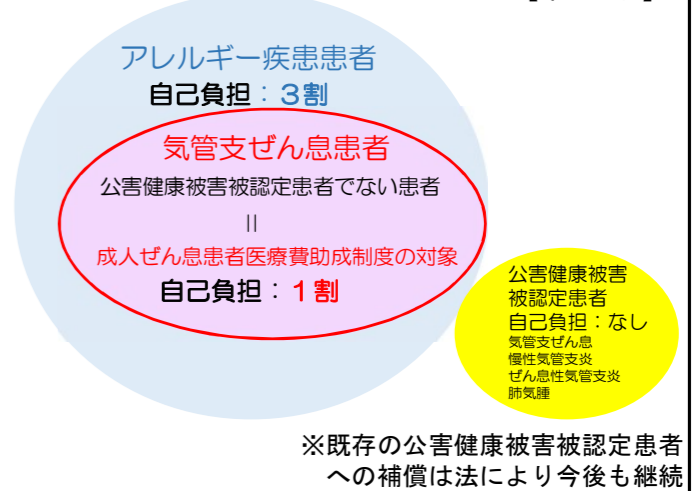 アレルギー疾患患者
自己負担：３割
気管支ぜん息患者
公害健康被害被認定患者でない患者
＝
成人ぜん息患者医療費助成制度の対象
自己負担：１割
公害健康被害
被認定患者
自己負担：なし
気管支ぜん息
慢性気管支炎
ぜん息性気管支炎
肺気腫
※既存の公害健康被害被認定患者
への補償は法により今後も継続